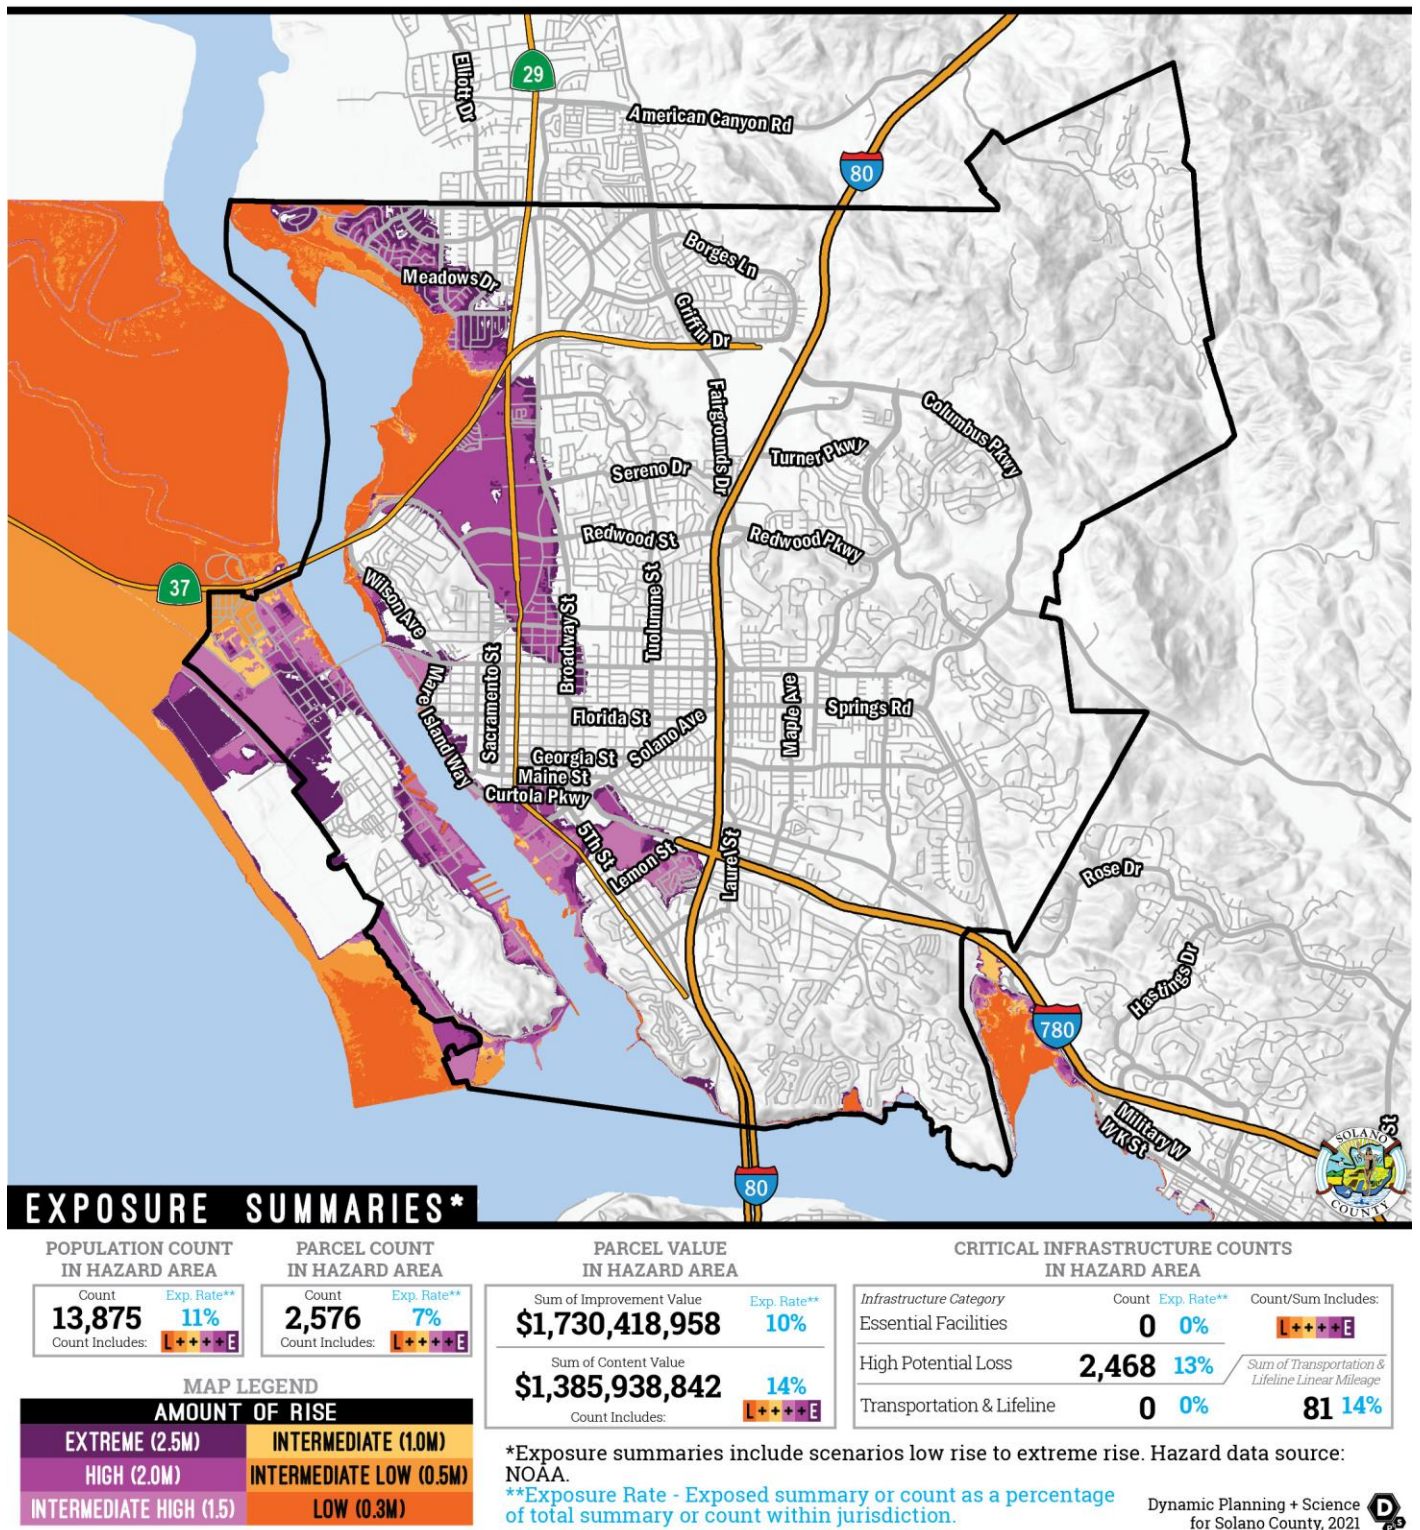 Elliott Dr
29
American Canyon Rd
80
Borges Ln
Meadows Dr
Griffin Dr
Fairgrounds Dr
Columbus Pkwy
Turner Pkwy
Sereno Dr
Redwood St
Redwood Pkwy
37
Wilson Ave
Tuolumne St
Broadway St
Sacramento St
Mare Island Way
Maple Ave
Springs Rd
Florida St
Solano Ave
Georgia St
Maine St
Curtola Pkwy
5Th St
Lemon St
Laurel St
Rose Dr
Hastings Dr
780
Military W
W K St
St
SOLANO
COUNTY
80
EXPOSURE SUMMARIES*
POPULATION COUNT
IN HAZARD AREA
Count Exp. Rate**
13,875 11%
Count Includes: L++++E
PARCEL COUNT
IN HAZARD AREA
Count Exp. Rate**
2,576 7%
Count Includes: L++++E
MAP LEGEND
AMOUNT OF RISE
EXTREME (2.5M) INTERMEDIATE (1.0M)
HIGH (2.0M) INTERMEDIATE LOW (0.5M)
INTERMEDIATE HIGH (1.5) LOW (0.3M)
PARCEL VALUE
IN HAZARD AREA
Sum of Improvement Value Exp. Rate**
$1,730,418,958 10%
Sum of Content Value
$1,385,938,842 14%
Count Includes: L++++E
CRITICAL INFRASTRUCTURE COUNTS
IN HAZARD AREA
Infrastructure Category Count Exp. Rate** Count/Sum Includes:
Essential Facilities 0 0% L++++E
High Potential Loss 2,468 13%
Sum of Transportation &
Lifeline Linear Mileage
Transportation & Lifeline 0 0% 81 14%
*Exposure summaries include scenarios low rise to extreme rise. Hazard data source:
NOAA.
**Exposure Rate - Exposed summary or count as a percentage
of total summary or count within jurisdiction.
Dynamic Planning + Science
for Solano County, 2021
D
PS